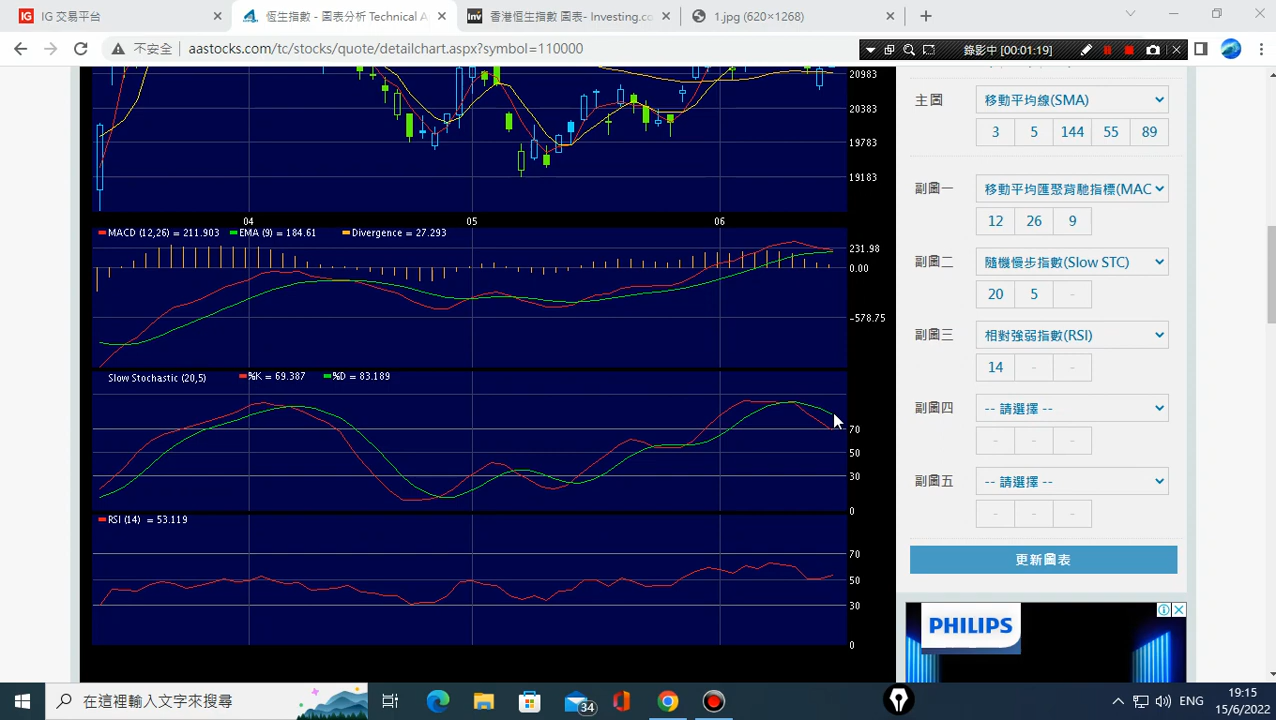 IG 交易平台
恆生指數 - 圖表分析 Technical A
香港恒生指數 圖表- Investing.co
1.jpg (620×1268)
不安全
aastocks.com/tc/stocks/quote/detailchart.aspx?symbol=110000
錄影中 [00:01:19]
20983
20383
19783
19183
04 05 06
MACD (12,26) = 211.903 EMA (9) = 184.61 Divergence = 27.293
231.98
0.00
-578.75
Slow Stochastic (20,5) %K = 69.387 %D = 83.189
70
50
30
0
RSI (14) = 53.119
70
50
30
0
主圖 移動平均線(SMA)
3 5 144 55 89
副圖一 移動平均匯聚背馳指標(MAC
12 26 9
副圖二 隨機慢步指數(Slow STC)
20 5 -
副圖三 相對強弱指數(RSI)
14 - -
副圖四 -- 請選擇 --
- - -
副圖五 -- 請選擇 --
- - -
更新圖表
PHILIPS
在這裡輸入文字來搜尋
34
ENG
19:15
15/6/2022